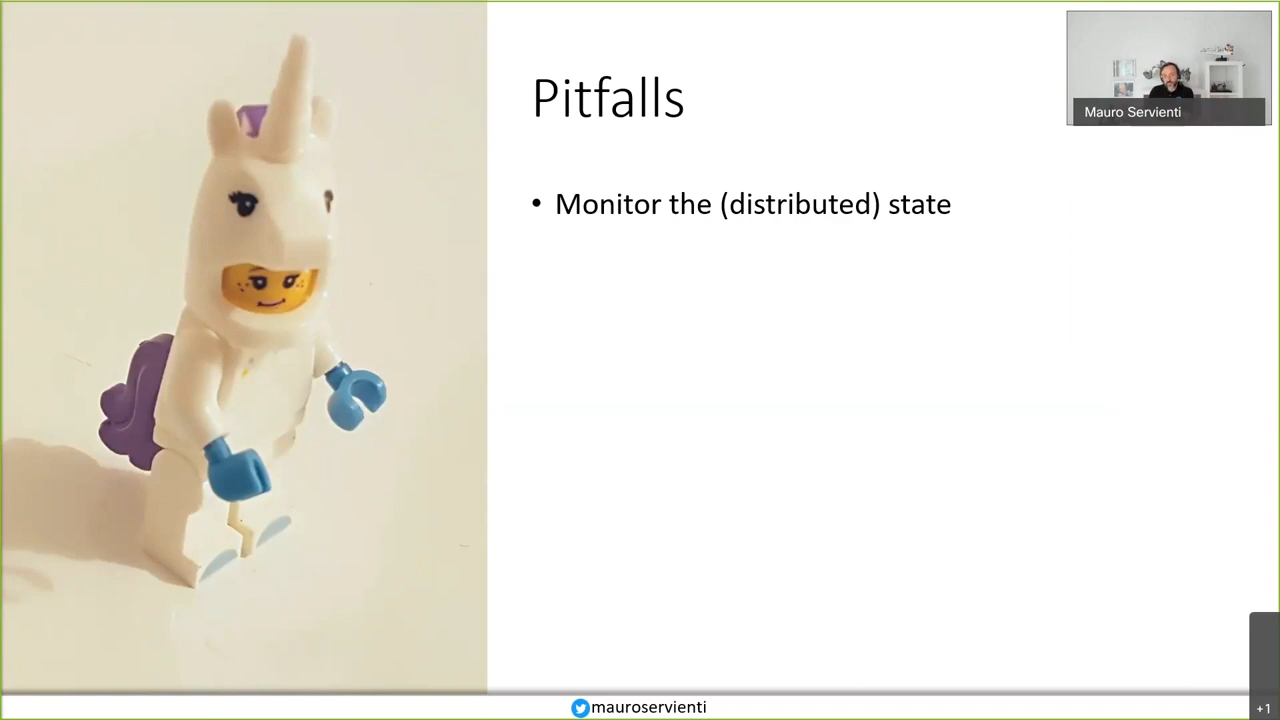 Pitfalls
Mauro Servienti
• Monitor the (distributed) state
mauroservienti
+1